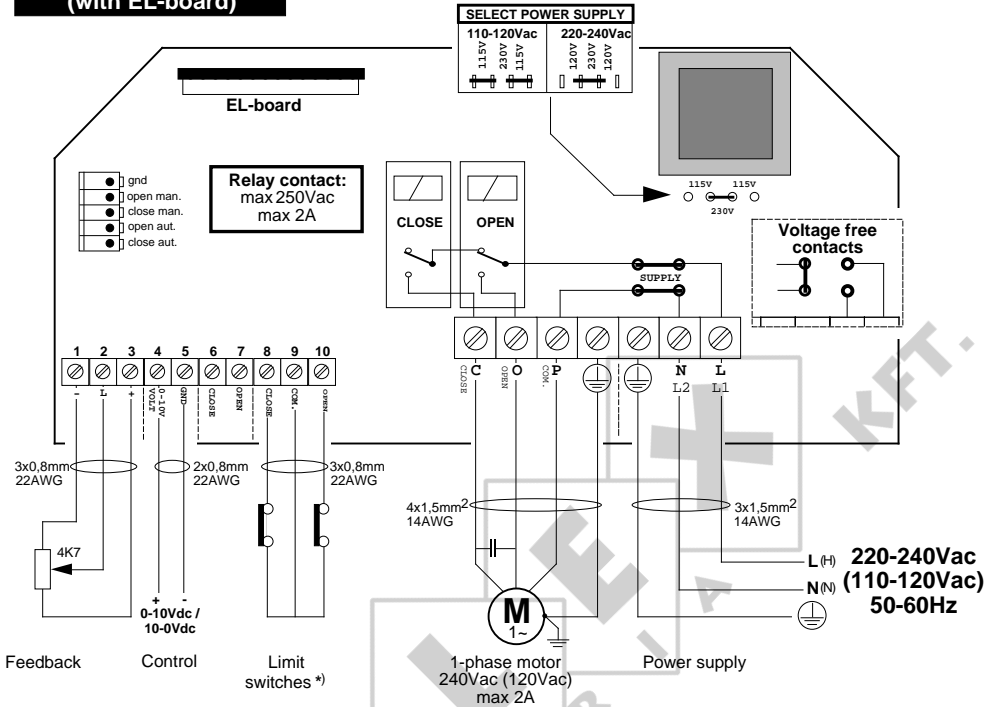 (with EL-board)
SELECT POWER SUPPLY
110-120Vac 220-240Vac
115V 230V 115V 120V 230V 120V
EL-board
gnd
open man.
close man.
open aut.
close aut.
Relay contact:
max 250Vac
max 2A
CLOSE OPEN
115V 115V
230V
Voltage free
contacts
SUPPLY
1 2 3 4 5 6 7 8 9 10
- L + 0-10V VOLT GND CLOSE OPEN CLOSE COM. OPEN
CLOSE C OPEN O COM. P N L
L2 L1
3x0,8mm
22AWG
2x0,8mm
22AWG
3x0,8mm
22AWG
4x1,5mm2
14AWG
3x1,5mm2
14AWG
4K7
+ -
0-10Vdc /
10-0Vdc
M
1~
L (H)
N (N)
220-240Vac
(110-120Vac)
50-60Hz
Feedback
Control
Limit
switches *)
1-phase motor
240Vac (120Vac)
max 2A
Power supply
LEX
KFT.